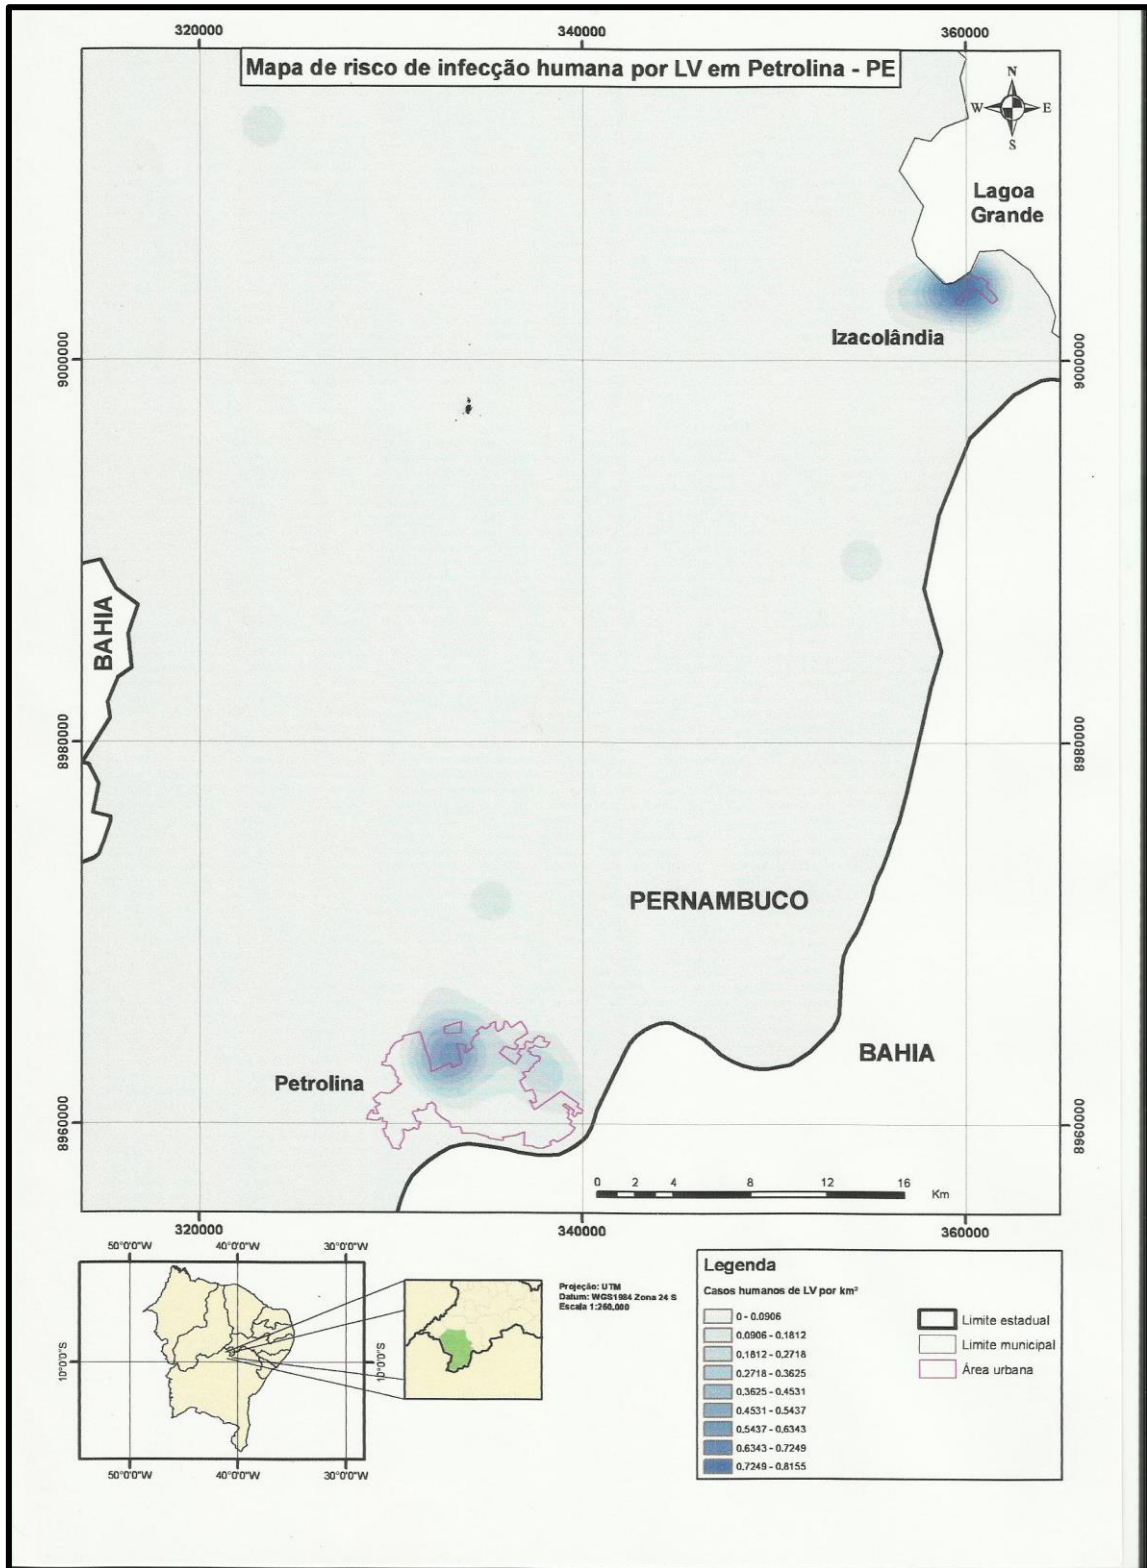 320000
340000
360000
Mapa de risco de infecção humana por LV em Petrolina - PE
N
W
E
S
Lagoa
Grande
Izacolândia
9000000
9000000
BAHIA
8980000
8980000
PERNAMBUCO
BAHIA
Petrolina
8960000
8960000
0 2 4 8 12 16
Km
320000
340000
360000
50°0'0"W
40°0'0"W
30°0'0"W
10°0'0"S
10°0'0"S
50°0'0"W
40°0'0"W
30°0'0"W
Projeção: UTM
Datum: WGS1984 Zona 24 S
Escala 1:250,000
Legenda
Casos humanos de LV por km²
0 - 0.0906
0.0906 - 0.1812
0.1812 - 0.2718
0.2718 - 0.3625
0.3625 - 0.4531
0.4531 - 0.5437
0.5437 - 0.6343
0.6343 - 0.7249
0.7249 - 0.8155
Limite estadual
Limite municipal
Área urbana